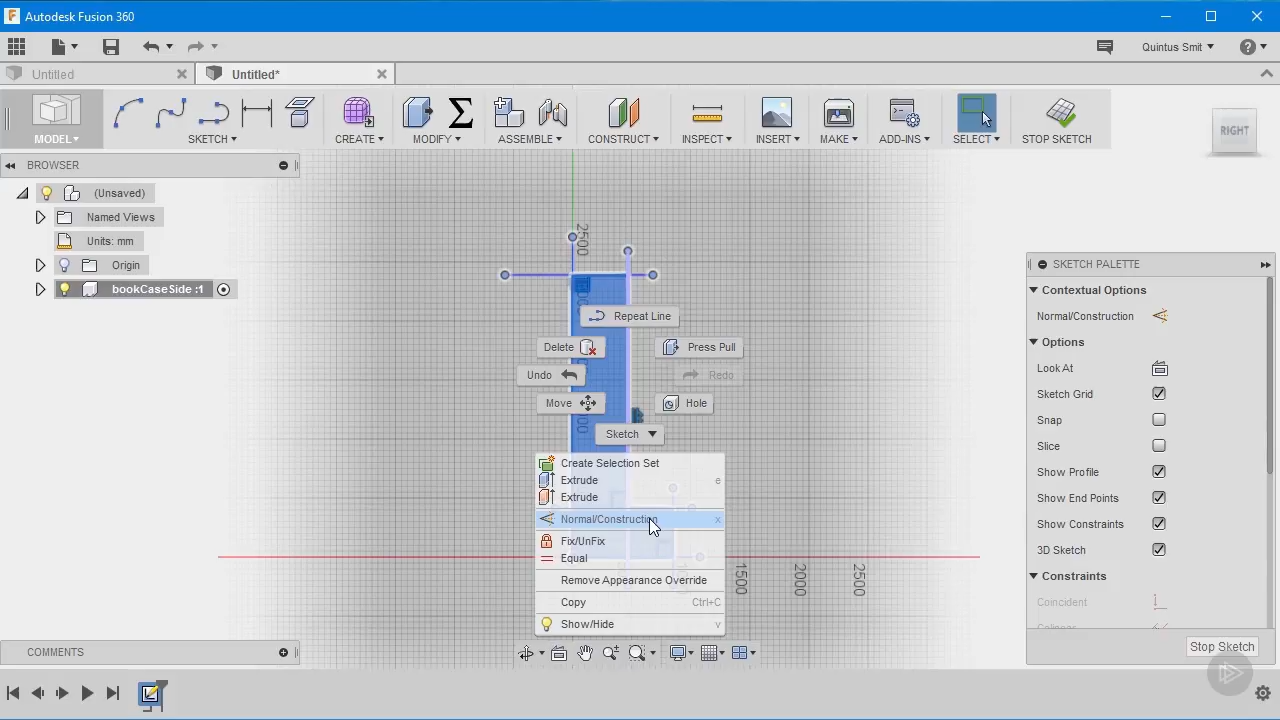 Autodesk Fusion 360
Quintus Smit
Untitled
Untitled*
MODEL
SKETCH
CREATE
MODIFY
ASSEMBLE
CONSTRUCT
INSPECT
INSERT
MAKE
ADD-INS
SELECT
STOP SKETCH
RIGHT
BROWSER
(Unsaved)
Named Views
Units: mm
Origin
bookCaseSide :1
2500
Repeat Line
Delete
Press Pull
Undo
Redo
Move
Hole
Sketch
Create Selection Set
Extrude e
Extrude
Normal/Construction x
Fix/UnFix
Equal
Remove Appearance Override
Copy Ctrl+C
Show/Hide v
1500
2000
2500
SKETCH PALETTE
Contextual Options
Normal/Construction
Options
Look At
Sketch Grid
Snap
Slice
Show Profile
Show End Points
Show Constraints
3D Sketch
Constraints
Coincident
Stop Sketch
COMMENTS